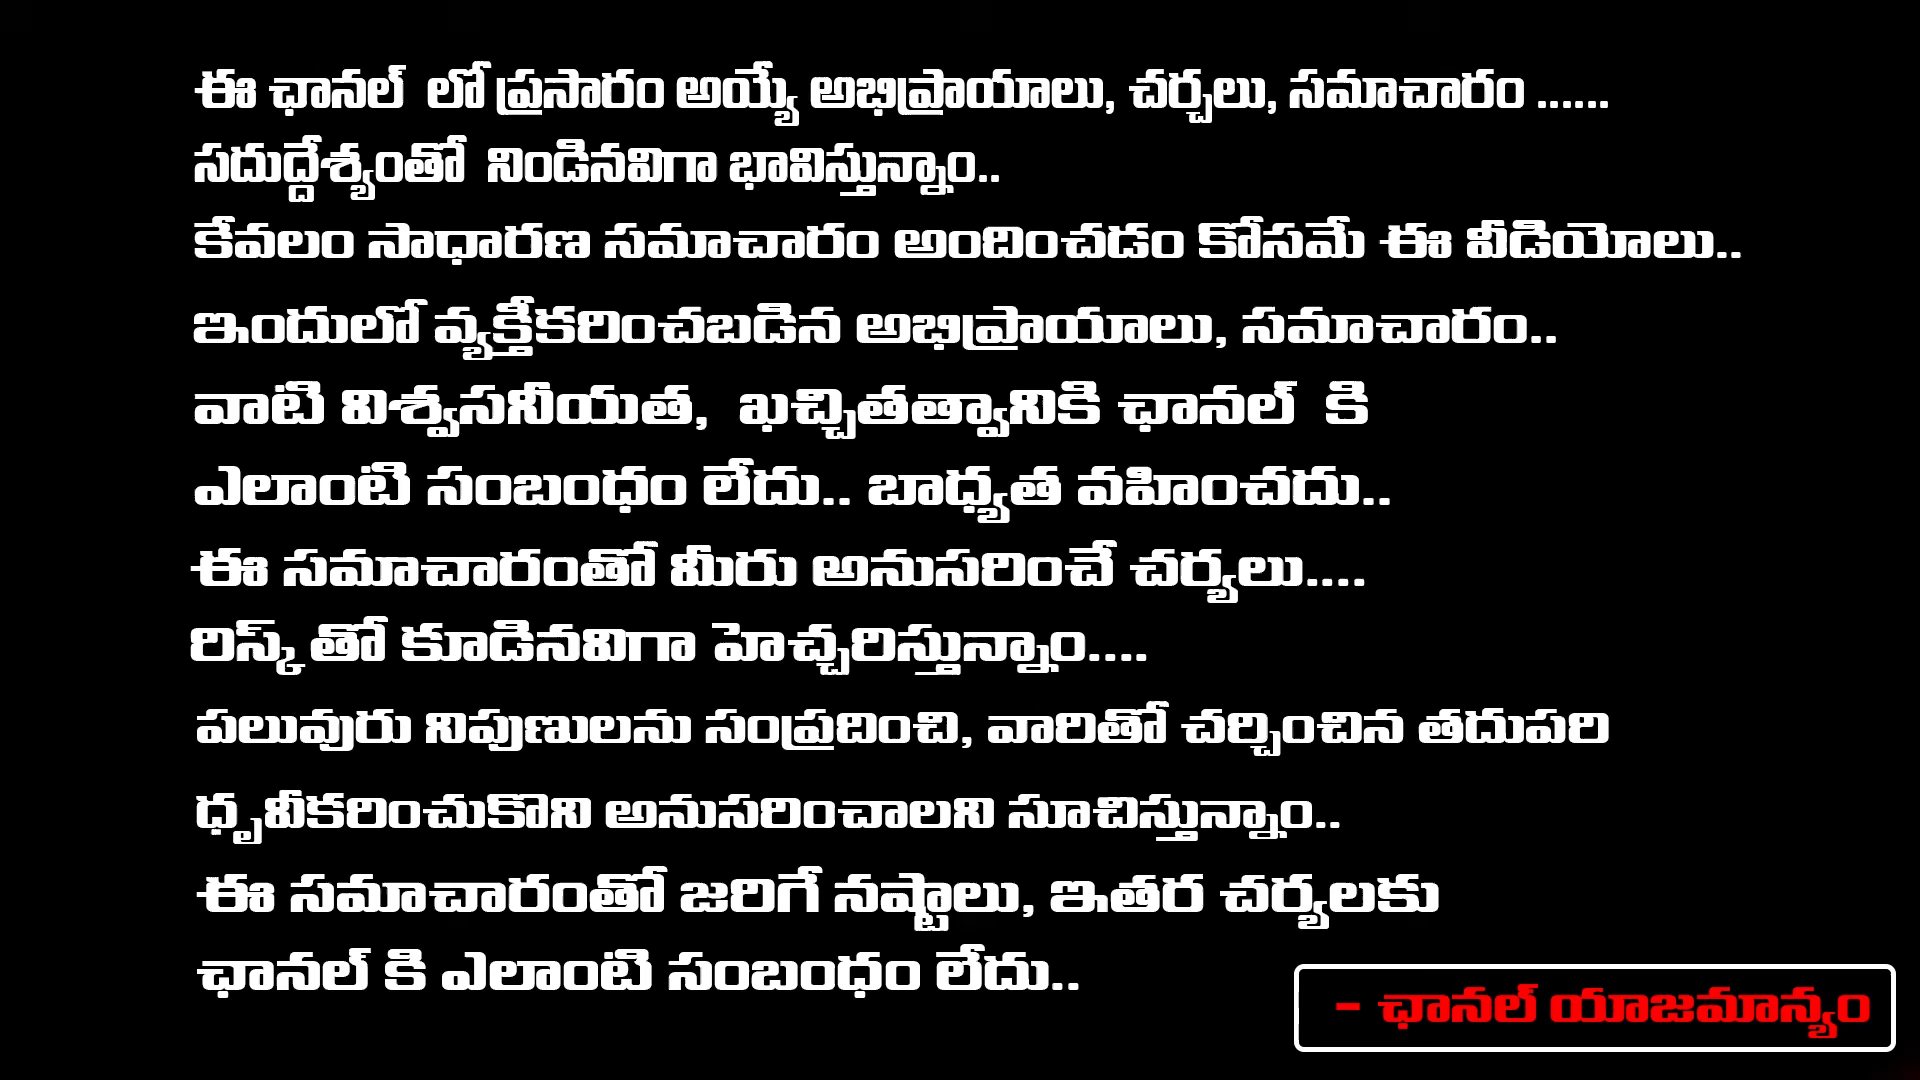 ఈ ఛానల్ లో ప్రసారం అయ్యే అభిప్రాయాలు, చర్చలు, సమాచారం ......
సదుద్దేశ్యంతో నిండినవిగా భావిస్తున్నాం..
కేవలం సాధారణ సమాచారం అందించడం కోసమే ఈ వీడియోలు..
ఇందులో వ్యక్తీకరించబడిన అభిప్రాయాలు, సమాచారం..
వాటి విశ్వసనీయత, ఖచ్చితత్వానికి ఛానల్ కి
ఎలాంటి సంబంధం లేదు.. బాధ్యత వహించదు..
ఈ సమాచారంతో మీరు అనుసరించే చర్యలు....
రిస్క్ తో కూడినవిగా హెచ్చరిస్తున్నాం....
పలువురు నిపుణులను సంప్రదించి, వారితో చర్చించిన తదుపరి
ధృవీకరించుకొని అనుసరించాలని సూచిస్తున్నాం..
ఈ సమాచారంతో జరిగే నష్టాలు, ఇతర చర్యలకు
ఛానల్ కి ఎలాంటి సంబంధం లేదు..
- ఛానల్ యాజమాన్యం